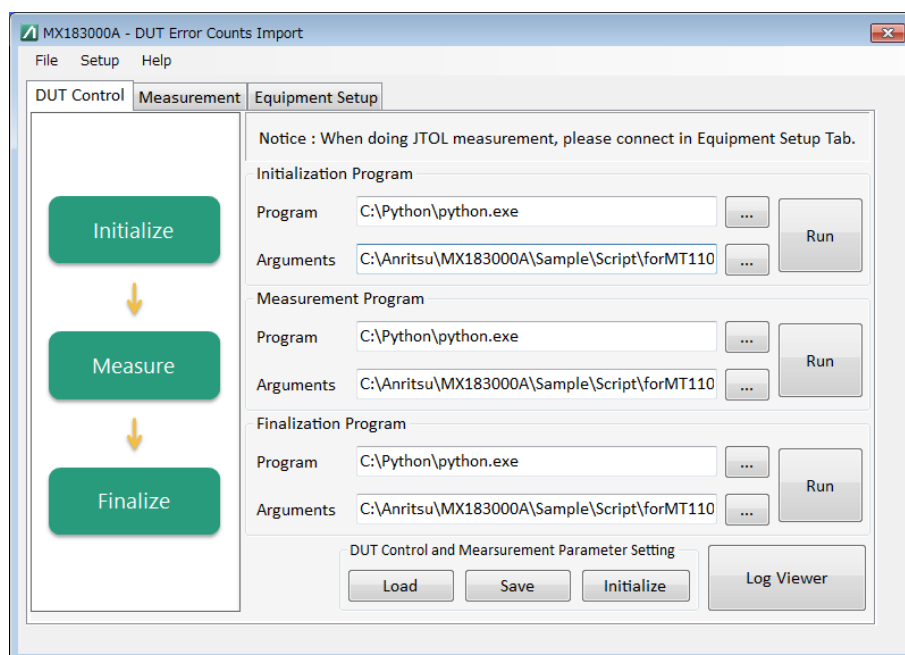 MX183000A - DUT Error Counts Import
File Setup Help
DUT Control Measurement Equipment Setup
Notice : When doing JTOL measurement, please connect in Equipment Setup Tab.
Initialization Program
Program C:\Python\python.exe ...
Run
Arguments C:\Anritsu\MX183000A\Sample\Script\forMT110 ...
Measurement Program
Program C:\Python\python.exe ...
Run
Arguments C:\Anritsu\MX183000A\Sample\Script\forMT110 ...
Finalization Program
Program C:\Python\python.exe ...
Run
Arguments C:\Anritsu\MX183000A\Sample\Script\forMT110 ...
Initialize
Measure
Finalize
DUT Control and Mearsurement Parameter Setting
Load Save Initialize
Log Viewer